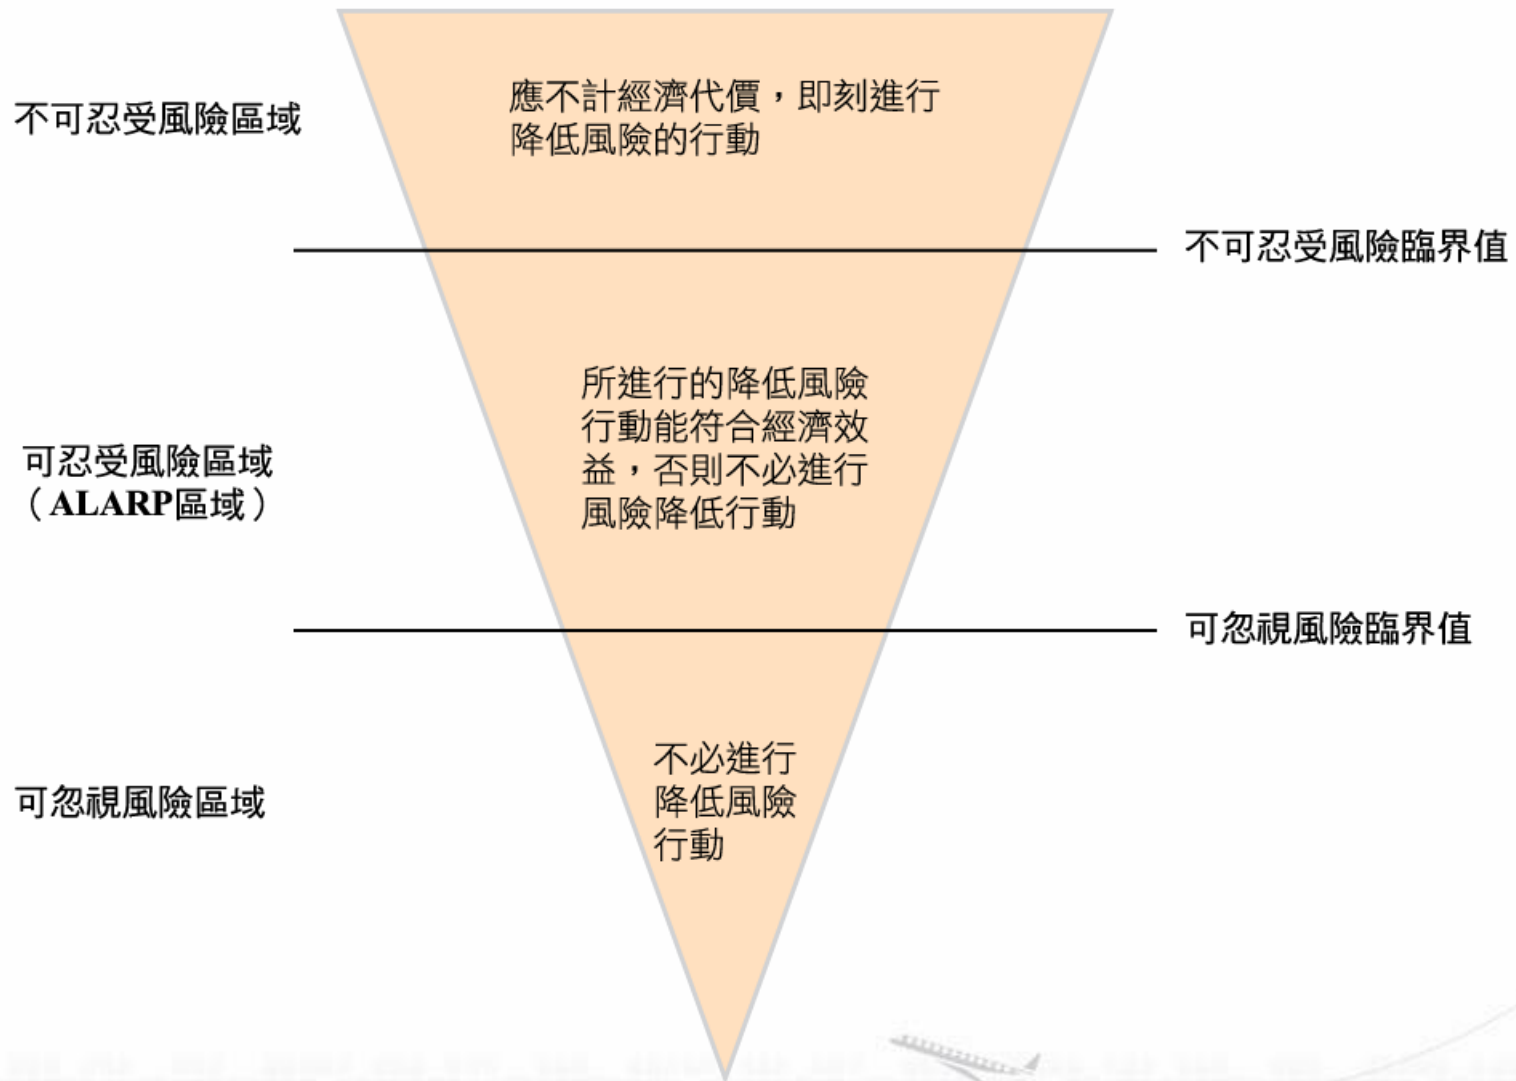 不可忍受風險區域
應不計經濟代價，即刻進行
降低風險的行動
不可忍受風險臨界值
可忍受風險區域
（ALARP區域）
所進行的降低風險
行動能符合經濟效
益，否則不必進行
風險降低行動
可忽視風險臨界值
可忽視風險區域
不必進行
降低風險
行動